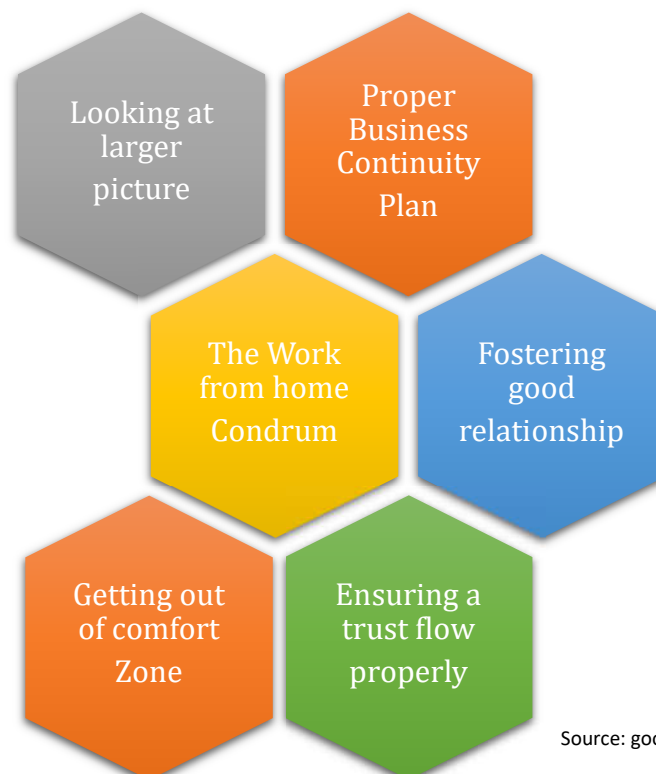 Looking at
larger
picture
Proper
Business
Continuity
Plan
The Work
from home
Condrum
Fostering
good
relationship
Getting out
of comfort
Zone
Ensuring a
trust flow
properly
Source: